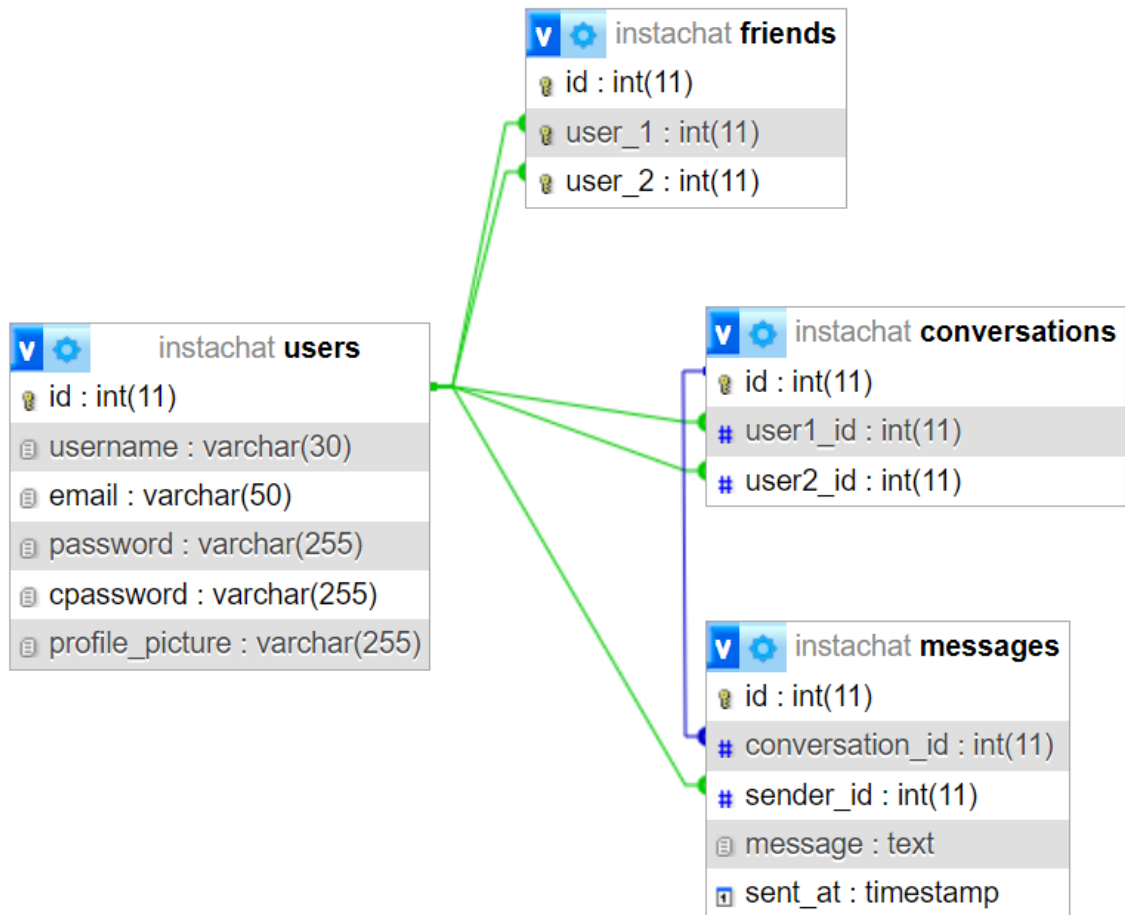 V instachat friends
id : int(11)
user_1 : int(11)
user_2 : int(11)
V instachat users
id : int(11)
username : varchar(30)
email : varchar(50)
password : varchar(255)
cpassword : varchar(255)
profile_picture : varchar(255)
V instachat conversations
id : int(11)
# user1_id : int(11)
# user2_id : int(11)
V instachat messages
id : int(11)
# conversation_id : int(11)
# sender_id : int(11)
message : text
sent_at : timestamp